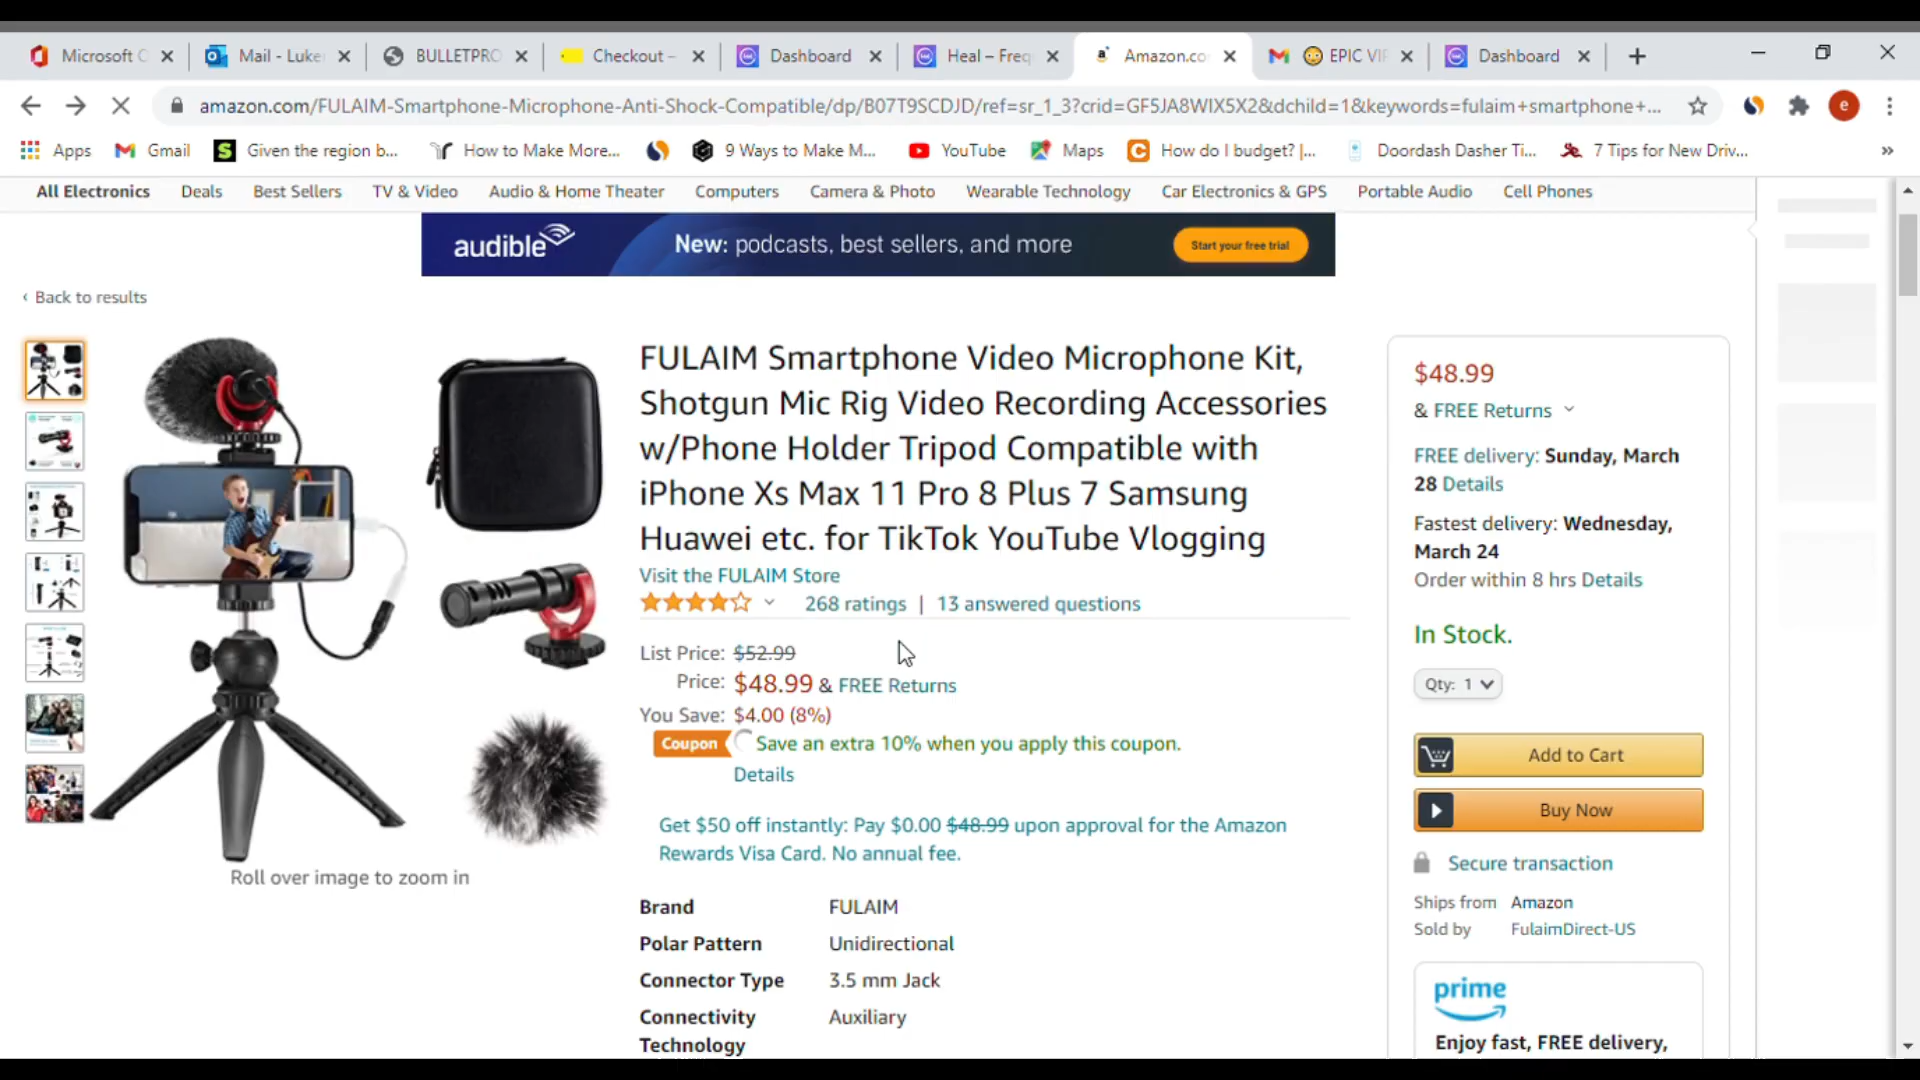 Microsoft O
Mail - Luke
BULLETPRO
Checkout –
Dashboard
Heal – Freq
Amazon.co
EPIC VIP
Dashboard
amazon.com/FULAIM-Smartphone-Microphone-Anti-Shock-Compatible/dp/B07T9SCDJD/ref=sr_1_3?crid=GF5JA8WIX5X2&dchild=1&keywords=fulaim+smartphone+...
e
Apps
Gmail
Given the region b...
How to Make More...
9 Ways to Make M...
YouTube
Maps
How do I budget? |...
Doordash Dasher Ti...
7 Tips for New Driv...
All Electronics
Deals
Best Sellers
TV & Video
Audio & Home Theater
Computers
Camera & Photo
Wearable Technology
Car Electronics & GPS
Portable Audio
Cell Phones
audible
New: podcasts, best sellers, and more
Start your free trial
‹ Back to results
FULAIM Smartphone Video Microphone Kit,
Shotgun Mic Rig Video Recording Accessories
w/Phone Holder Tripod Compatible with
iPhone Xs Max 11 Pro 8 Plus 7 Samsung
Huawei etc. for TikTok YouTube Vlogging
Visit the FULAIM Store
268 ratings | 13 answered questions
List Price: $52.99
Price: $48.99 & FREE Returns
You Save: $4.00 (8%)
Coupon Save an extra 10% when you apply this coupon.
Details
Get $50 off instantly: Pay $0.00 $48.99 upon approval for the Amazon
Rewards Visa Card. No annual fee.
Brand FULAIM
Polar Pattern Unidirectional
Connector Type 3.5 mm Jack
Connectivity Auxiliary
Technology
Roll over image to zoom in
$48.99
& FREE Returns
FREE delivery: Sunday, March
28 Details
Fastest delivery: Wednesday,
March 24
Order within 8 hrs Details
In Stock.
Qty: 1
Add to Cart
Buy Now
Secure transaction
Ships from Amazon
Sold by FulaimDirect-US
prime
Enjoy fast, FREE delivery,